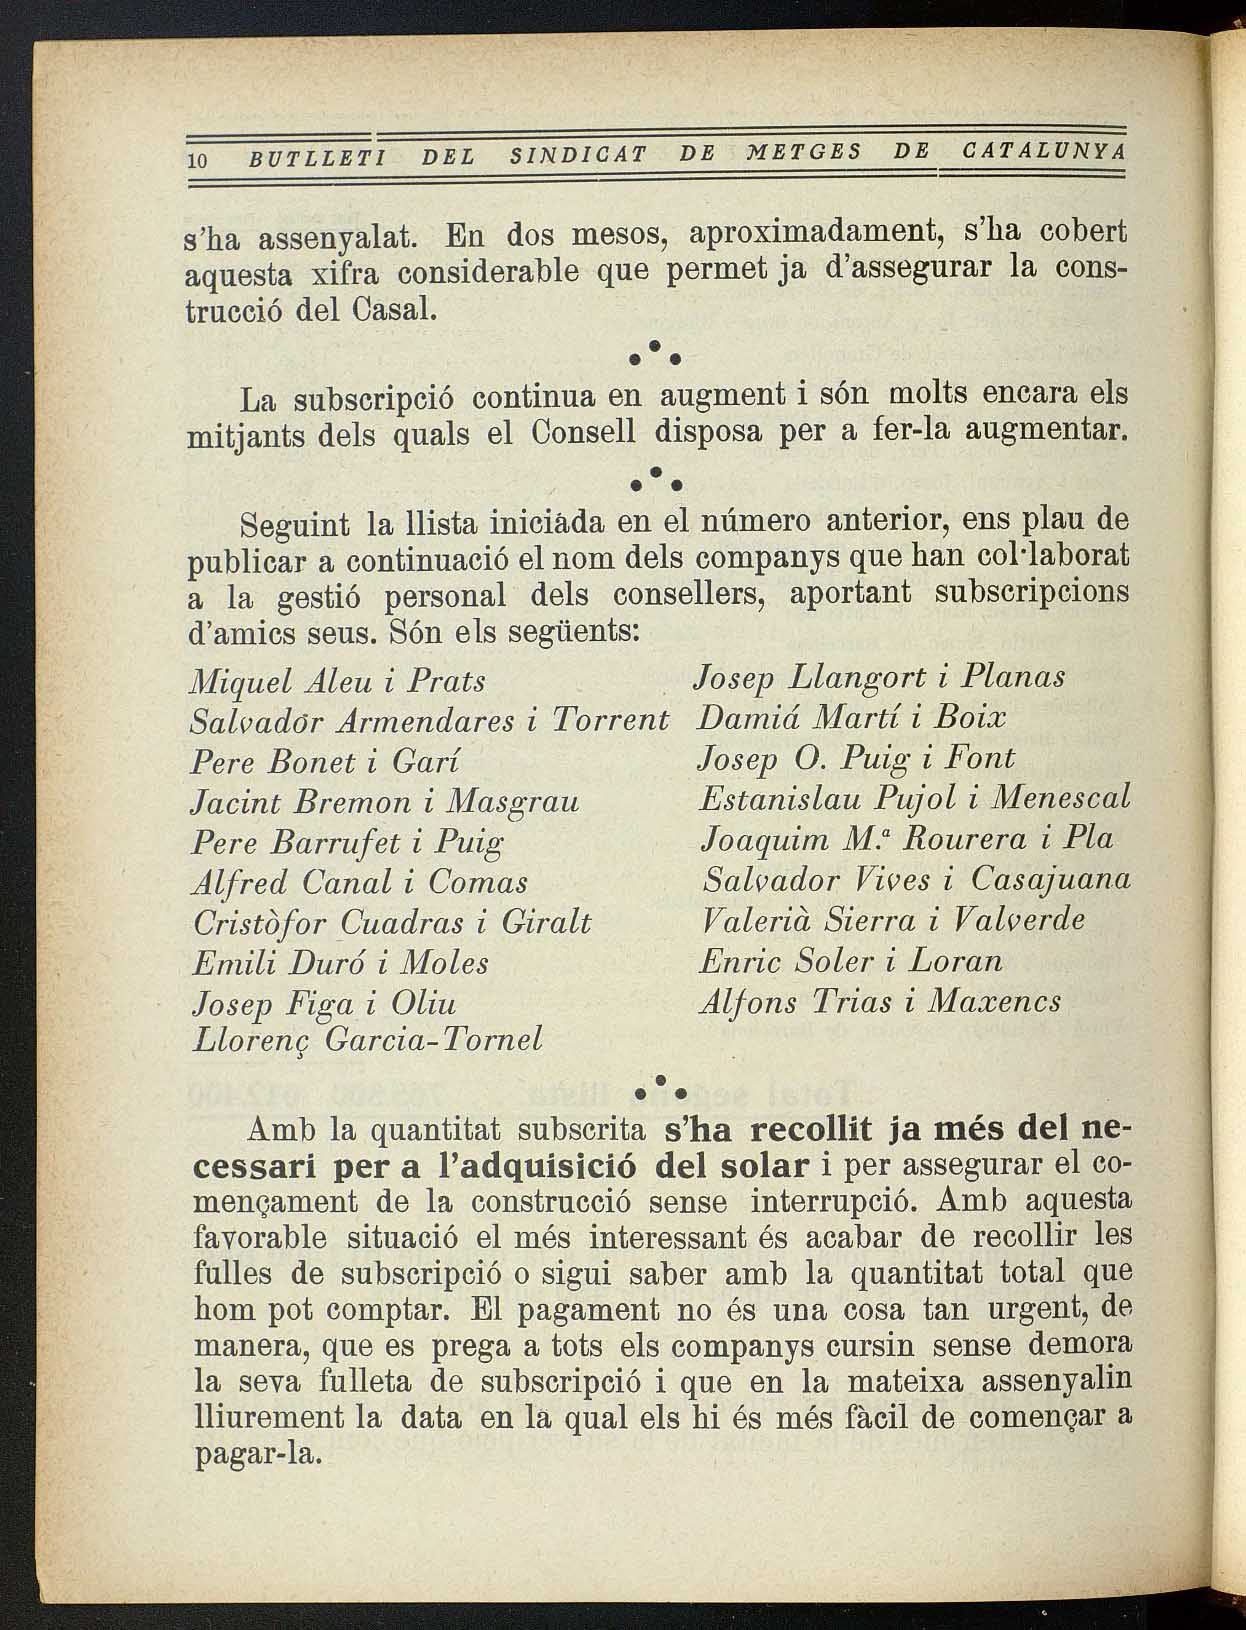 10 BUTLLETI DEL SINDICAT DE METGES DE CATALUNYA
s'ha assenyalat. En dos mesos, aproximadament, s'ha cobert
aquesta xifra considerable que permet ja d'assegurar la cons-
trucció del Casal.
La subscripció continua en augment i són molts encara els
mitjants dels quals el Consell disposa per a fer-la augmentar.
Seguint la llista iniciàda en el número anterior, ens plau de
publicar a continuació el nom dels companys que han col·laborat
a la gestió personal dels consellers, aportant subscripcions
d'amics seus. Són els següents:
Miquel Aleu i Prats
Salvador Armendares i Torrent
Pere Bonet i Garí
Jacint Bremon i Masgrau
Pere Barrufet i Puig
Alfred Canal i Comas
Cristòfor Cuadras i Giralt
Emili Duró i Moles
Josep Figa i Oliu
Llorenç Garcia-Tornel
Josep Llangort i Planas
Damiá Martí i Boix
Josep O. Puig i Font
Estanislau Pujol i Menescal
Joaquim M.ª Rourera i Pla
Salvador Vives i Casajuana
Valerià Sierra i Valverde
Enric Soler i Loran
Alfons Trias i Maxencs
Amb la quantitat subscrita s'ha recollit ja més del ne-
cessari per a l'adquisició del solar i per assegurar el co-
mençament de la construcció sense interrupció. Amb aquesta
favorable situació el més interessant és acabar de recollir les
fulles de subscripció o sigui saber amb la quantitat total que
hom pot comptar. El pagament no és una cosa tan urgent, de
manera, que es prega a tots els companys cursin sense demora
la seva fulleta de subscripció i que en la mateixa assenyalin
lliurement la data en la qual els hi és més fàcil de començar a
pagar-la.